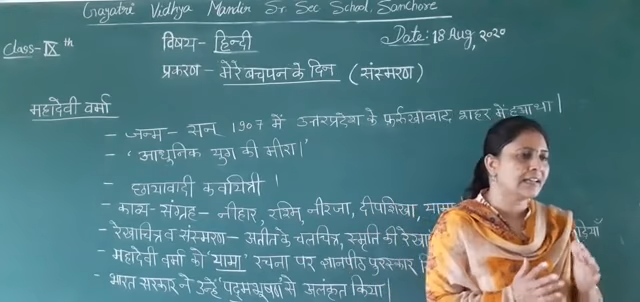 Gayatri Vidhya Mandir Sr. Sec School, Sanchore
Class - IX th
विषय - हिन्दी
Date: 18 Aug, 2020
प्रकरण - मेरे बचपन के दिन (संस्मरण)
महादेवी वर्मा
- जन्म - सन् 1907 में उत्तरप्रदेश के फ़र्रुखाबाद शहर में हुआ था।
- 'आधुनिक युग की मीरा।'
- छायावादी कवयित्री।
- काव्य-संग्रह - नीहार, रश्मि, नीरजा, दीपशिखा, यामा
- रेखाचित्र व संस्मरण - अतीत के चलचित्र, स्मृति की रेखा
- महादेवी वर्मा को 'यामा' रचना पर ज्ञानपीठ पुरस्कार
- भारत सरकार ने उन्हें 'पद्मभूषण' से अलंकृत किया।